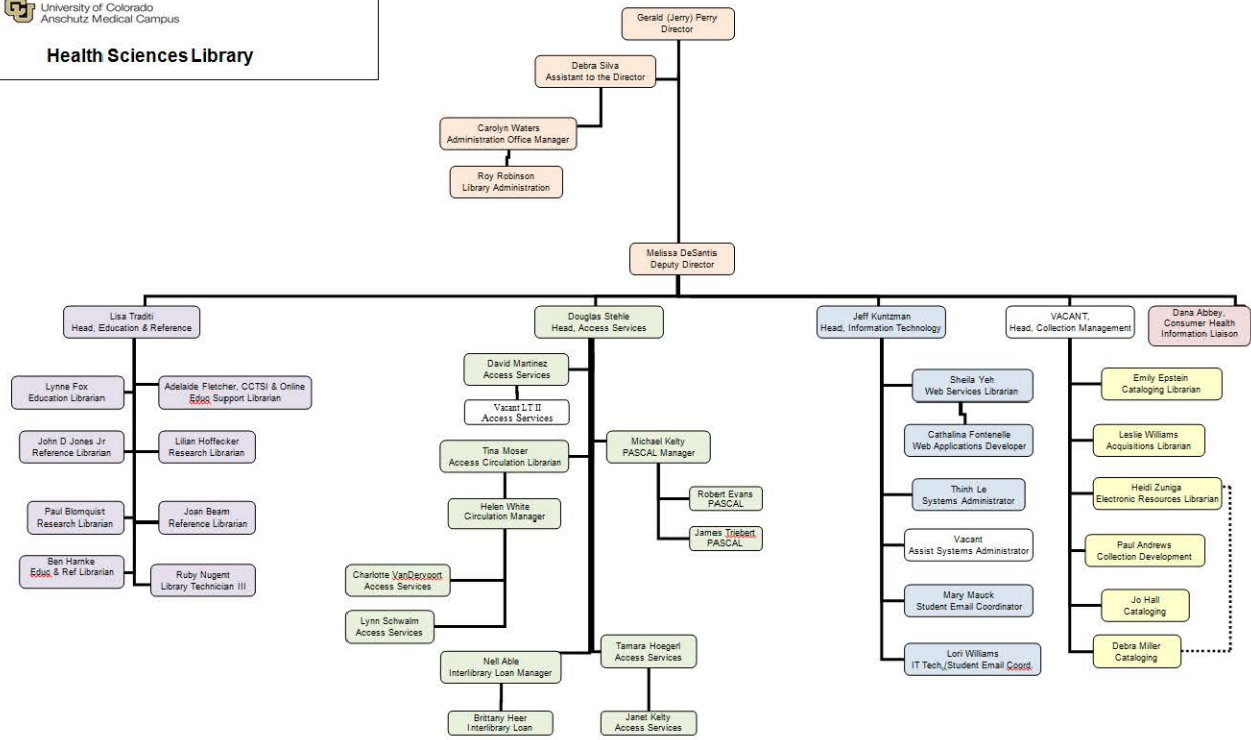 University of Colorado
Anschutz Medical Campus
Health Sciences Library
Gerald (Jerry) Perry
Director
Debra Silva
Assistant to the Director
Carolyn Waters
Administration Office Manager
Roy Robinson
Library Administration
Melissa DeSantis
Deputy Director
Lisa Traditi
Head, Education & Reference
Lynne Fox
Education Librarian
Adelaide Fletcher, CCTSI & Online
Educ Support Librarian
John D Jones Jr
Reference Librarian
Lilian Hoffecker
Research Librarian
Paul Blomquist
Research Librarian
Joan Beam
Reference Librarian
Ben Harnke
Educ & Ref Librarian
Ruby Nugent
Library Technician III
Douglas Stehle
Head, Access Services
David Martinez
Access Services
Vacant LT II
Access Services
Tina Moser
Access Circulation Librarian
Helen White
Circulation Manager
Charlotte VanDervoort
Access Services
Lynn Schwalm
Access Services
Michael Kelty
PASCAL Manager
Robert Evans
PASCAL
James Triebert
PASCAL
Nell Able
Interlibrary Loan Manager
Brittany Heer
Interlibrary Loan
Tamara Hoegerl
Access Services
Janet Kelty
Access Services
Jeff Kuntzman
Head, Information Technology
Sheila Yeh
Web Services Librarian
Cathalina Fontenelle
Web Applications Developer
Thinh Le
Systems Administrator
Vacant
Assist Systems Administrator
Mary Mauck
Student Email Coordinator
Lori Williams
IT Tech,(Student Email Coord.
VACANT,
Head, Collection Management
Emily Epstein
Cataloging Librarian
Leslie Williams
Acquisitions Librarian
Heidi Zuniga
Electronic Resources Librarian
Paul Andrews
Collection Development
Jo Hall
Cataloging
Debra Miller
Cataloging
Dana Abbey,
Consumer Health
Information Liaison